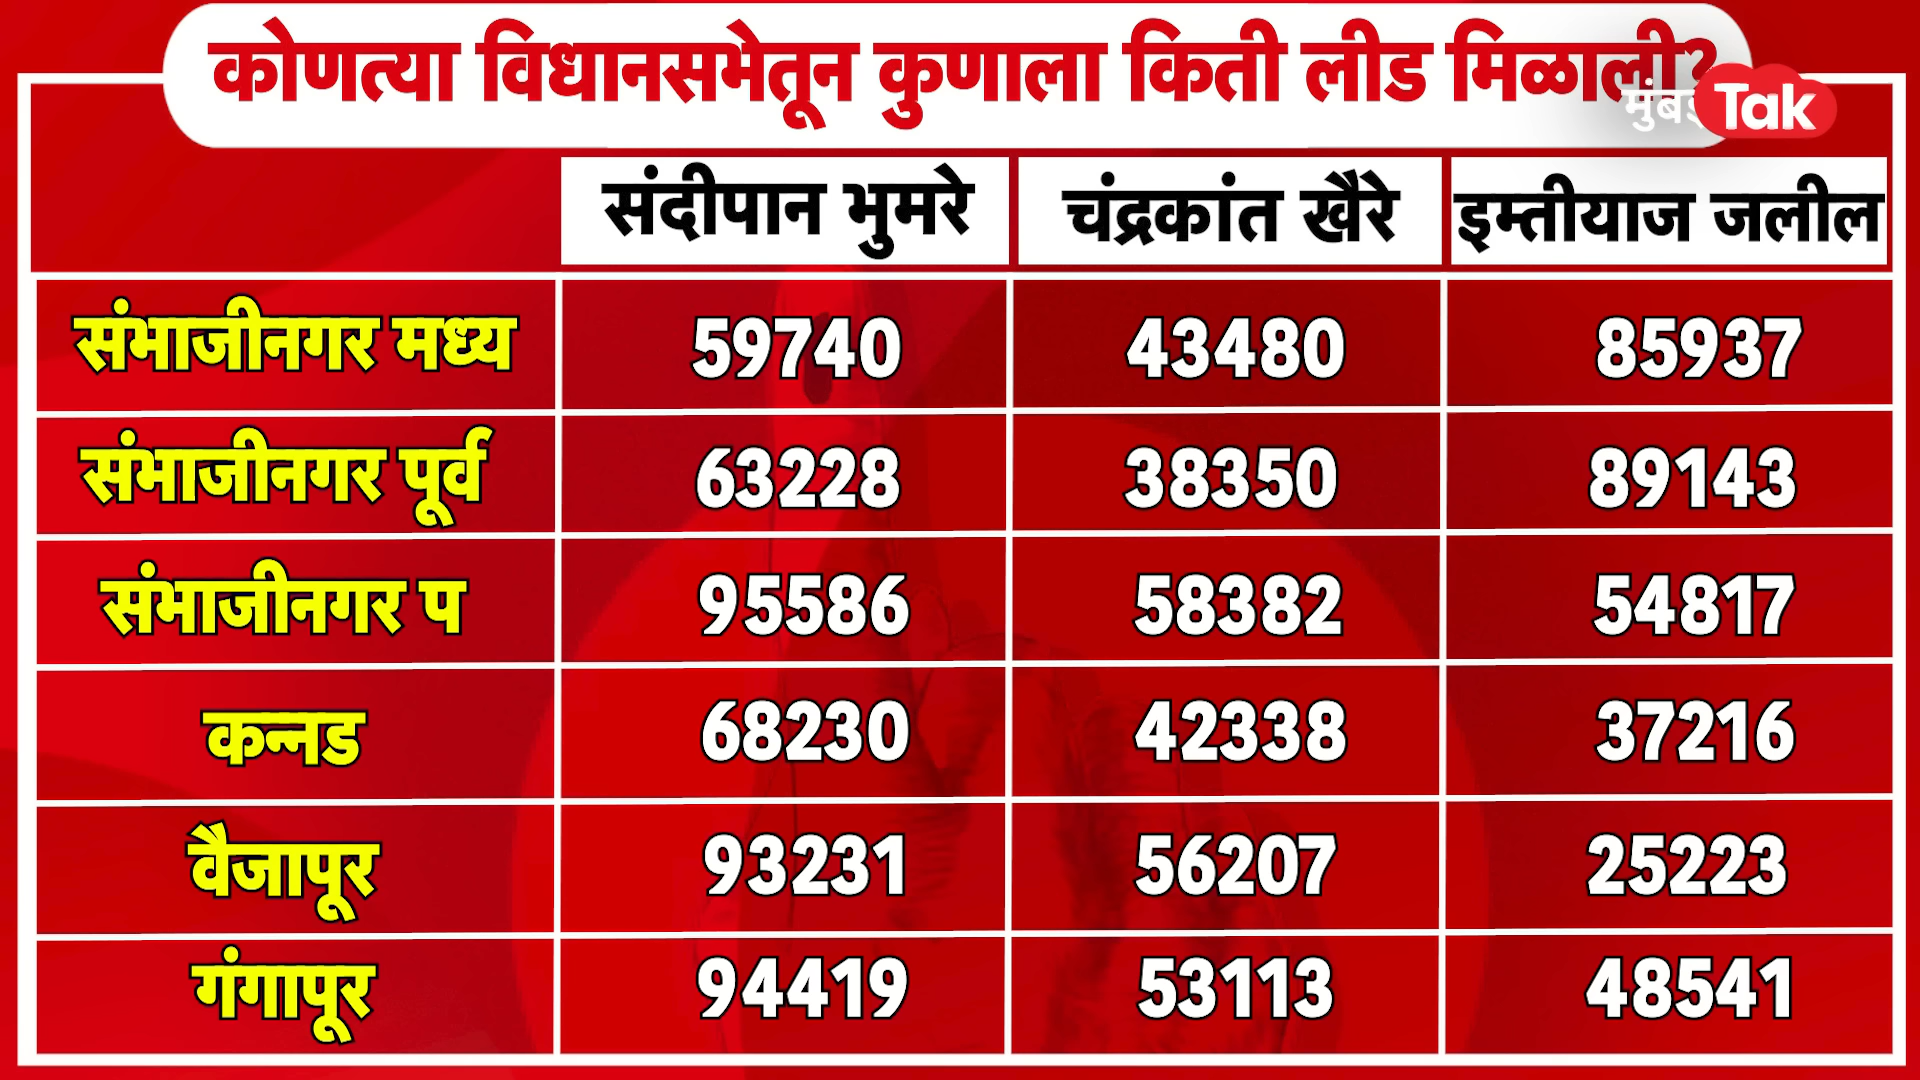 कोणत्या विधानसभेतून कुणाला किती लीड मिळाली?
मुंबई Tak
संदीपान भुमरे चंद्रकांत खैरे इम्तीयाज जलील
संभाजीनगर मध्य 59740 43480 85937
संभाजीनगर पूर्व 63228 38350 89143
संभाजीनगर प 95586 58382 54817
कन्नड 68230 42338 37216
वैजापूर 93231 56207 25223
गंगापूर 94419 53113 48541